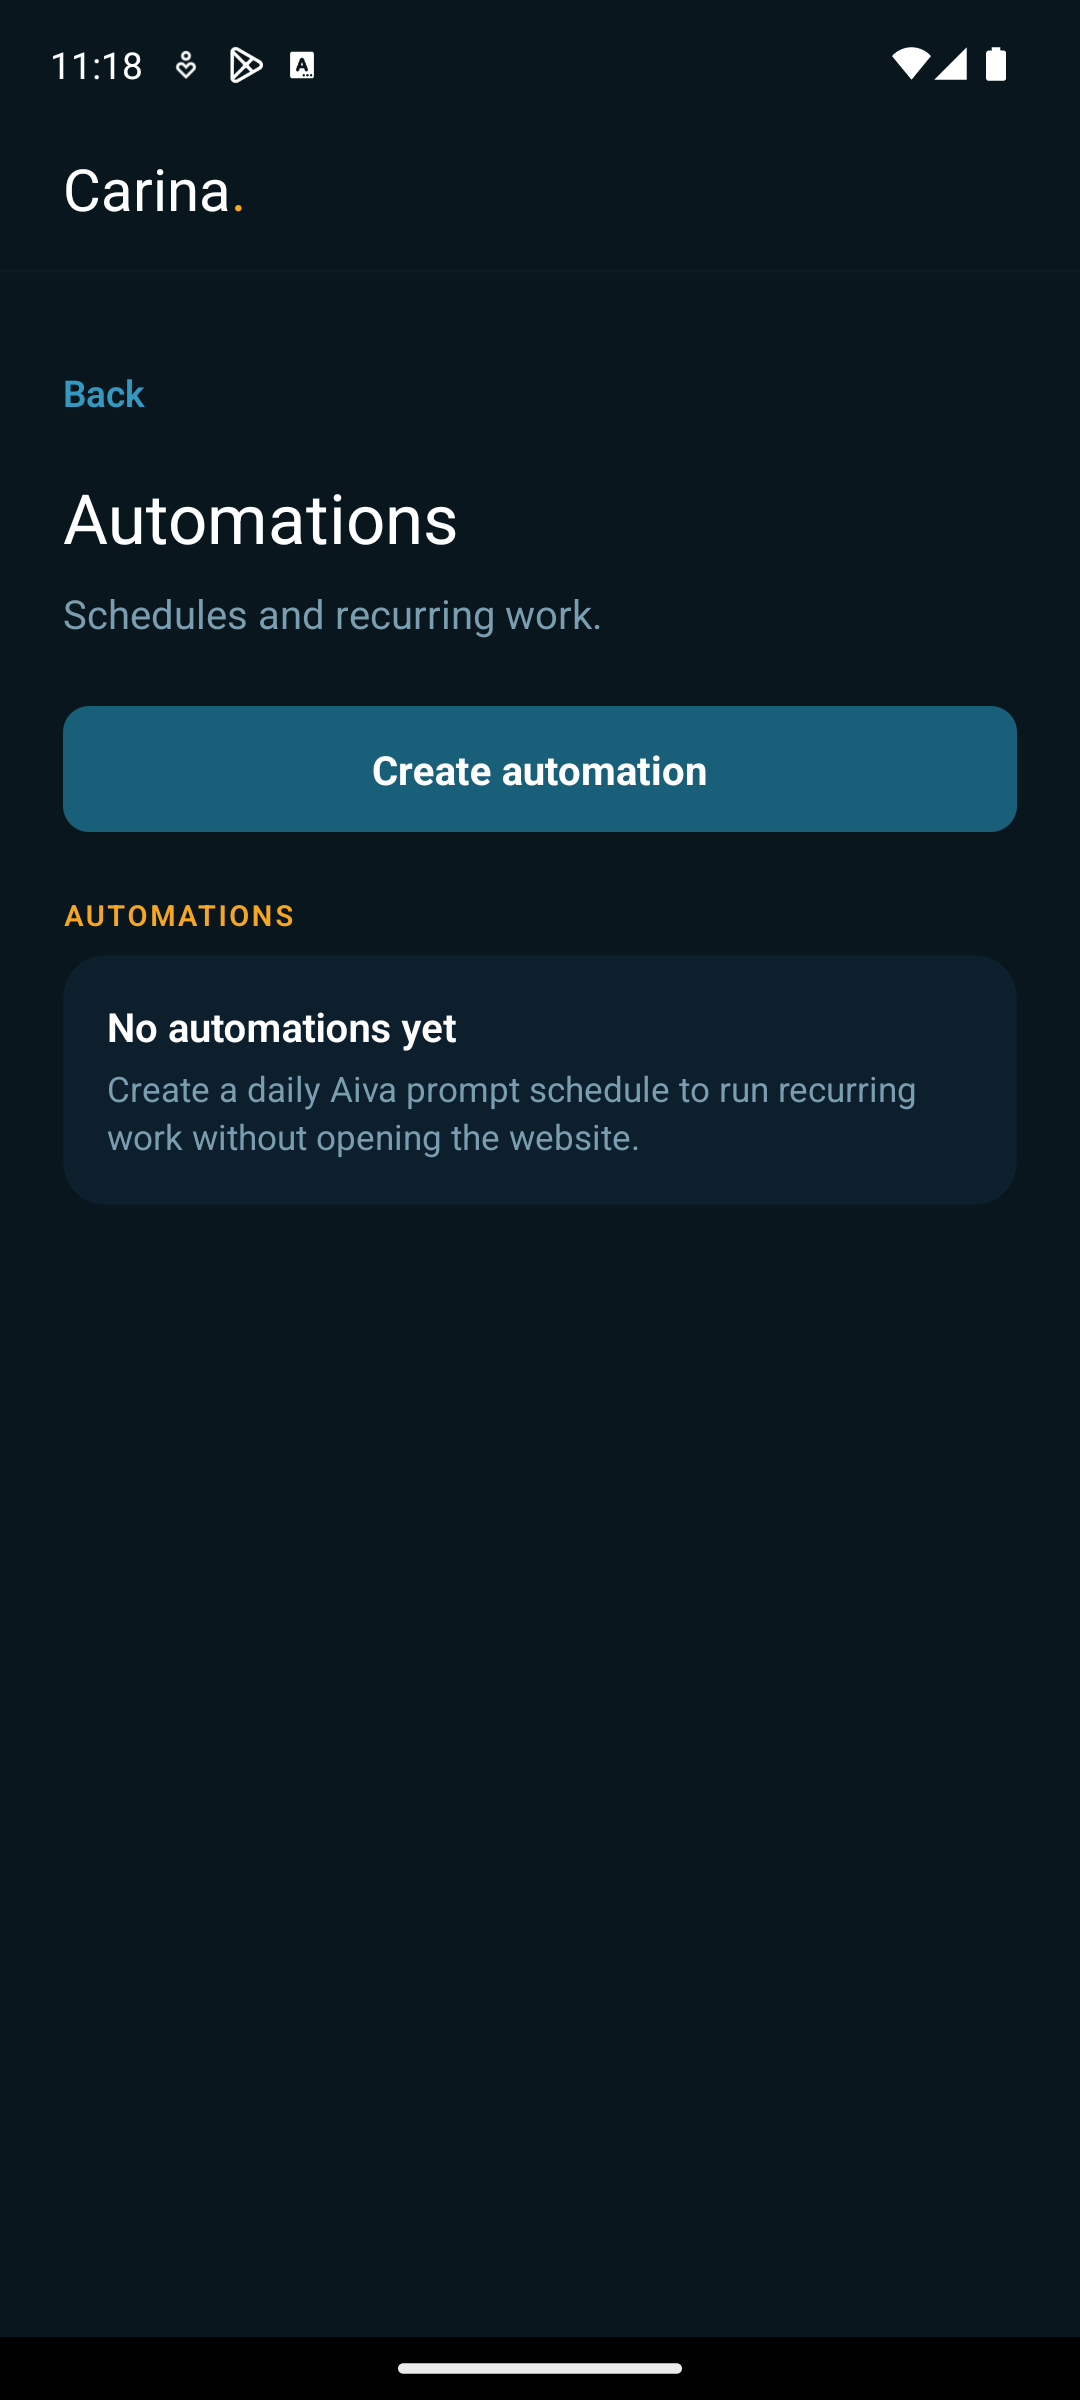 11:18
Carina.
Back
Automations
Schedules and recurring work.
Create automation
AUTOMATIONS
No automations yet
Create a daily Aiva prompt schedule to run recurring
work without opening the website.